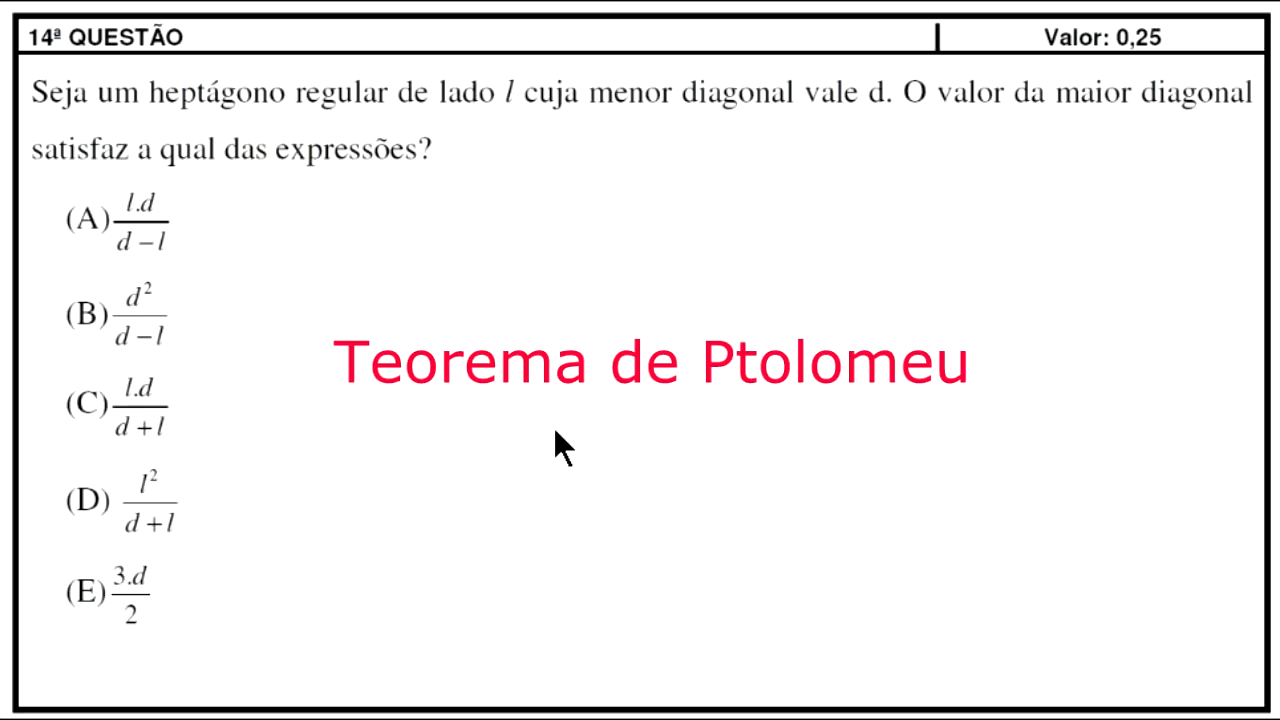 14ª QUESTÃO Valor: 0,25
Seja um heptágono regular de lado l cuja menor diagonal vale d. O valor da maior diagonal
satisfaz a qual das expressões?
(A) l.d / d – l
(B) d² / d – l
Teorema de Ptolomeu
(C) l.d / d + l
(D) l² / d + l
(E) 3.d / 2